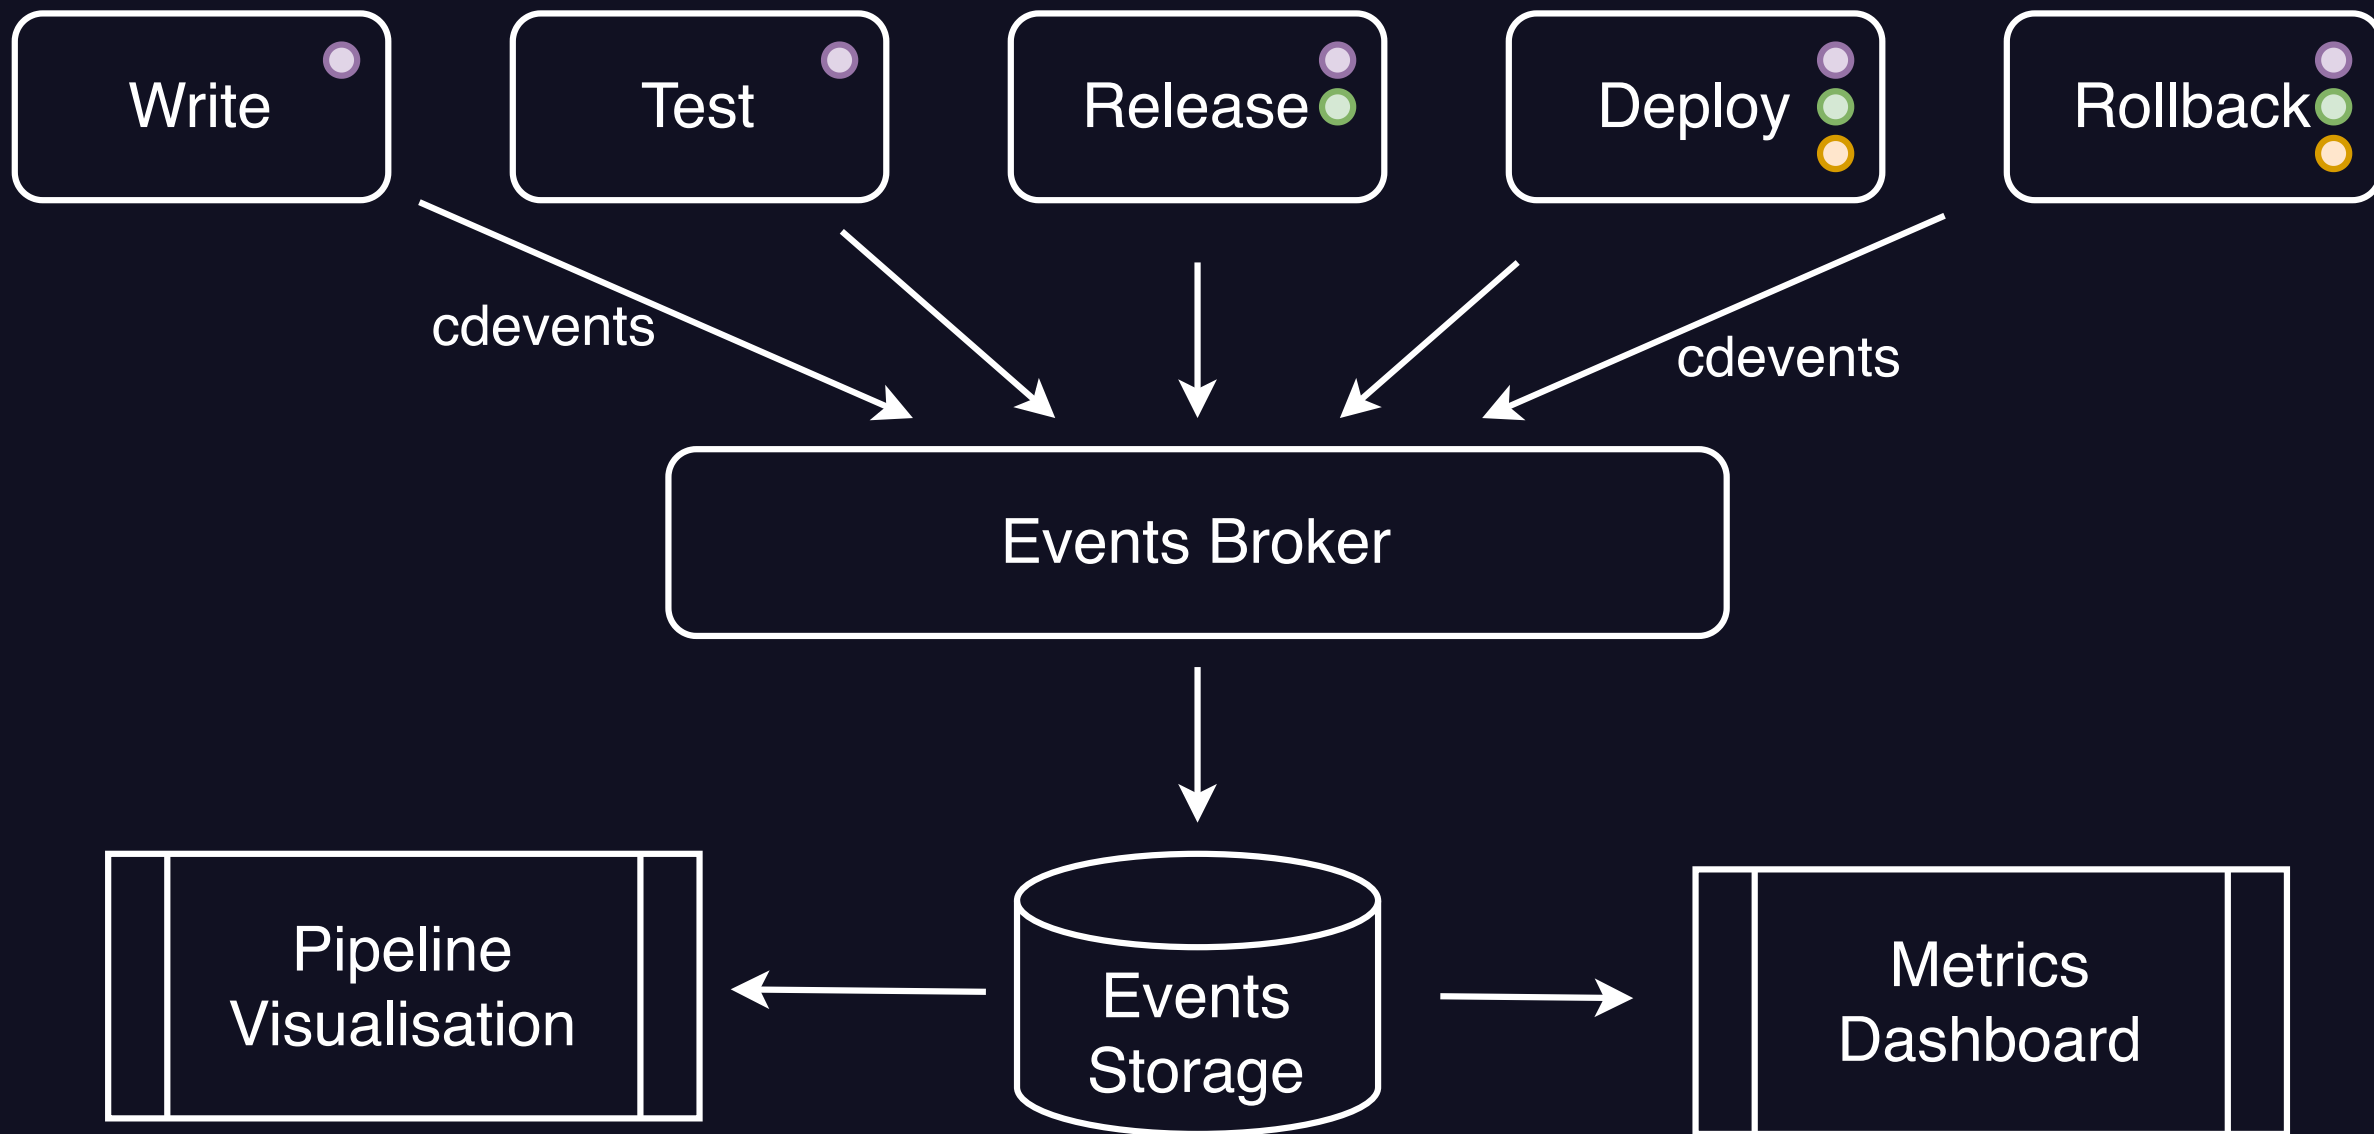 Write
Test
Release
Deploy
Rollback
cdevents
cdevents
Events Broker
Pipeline
Visualisation
Events
Storage
Metrics
Dashboard